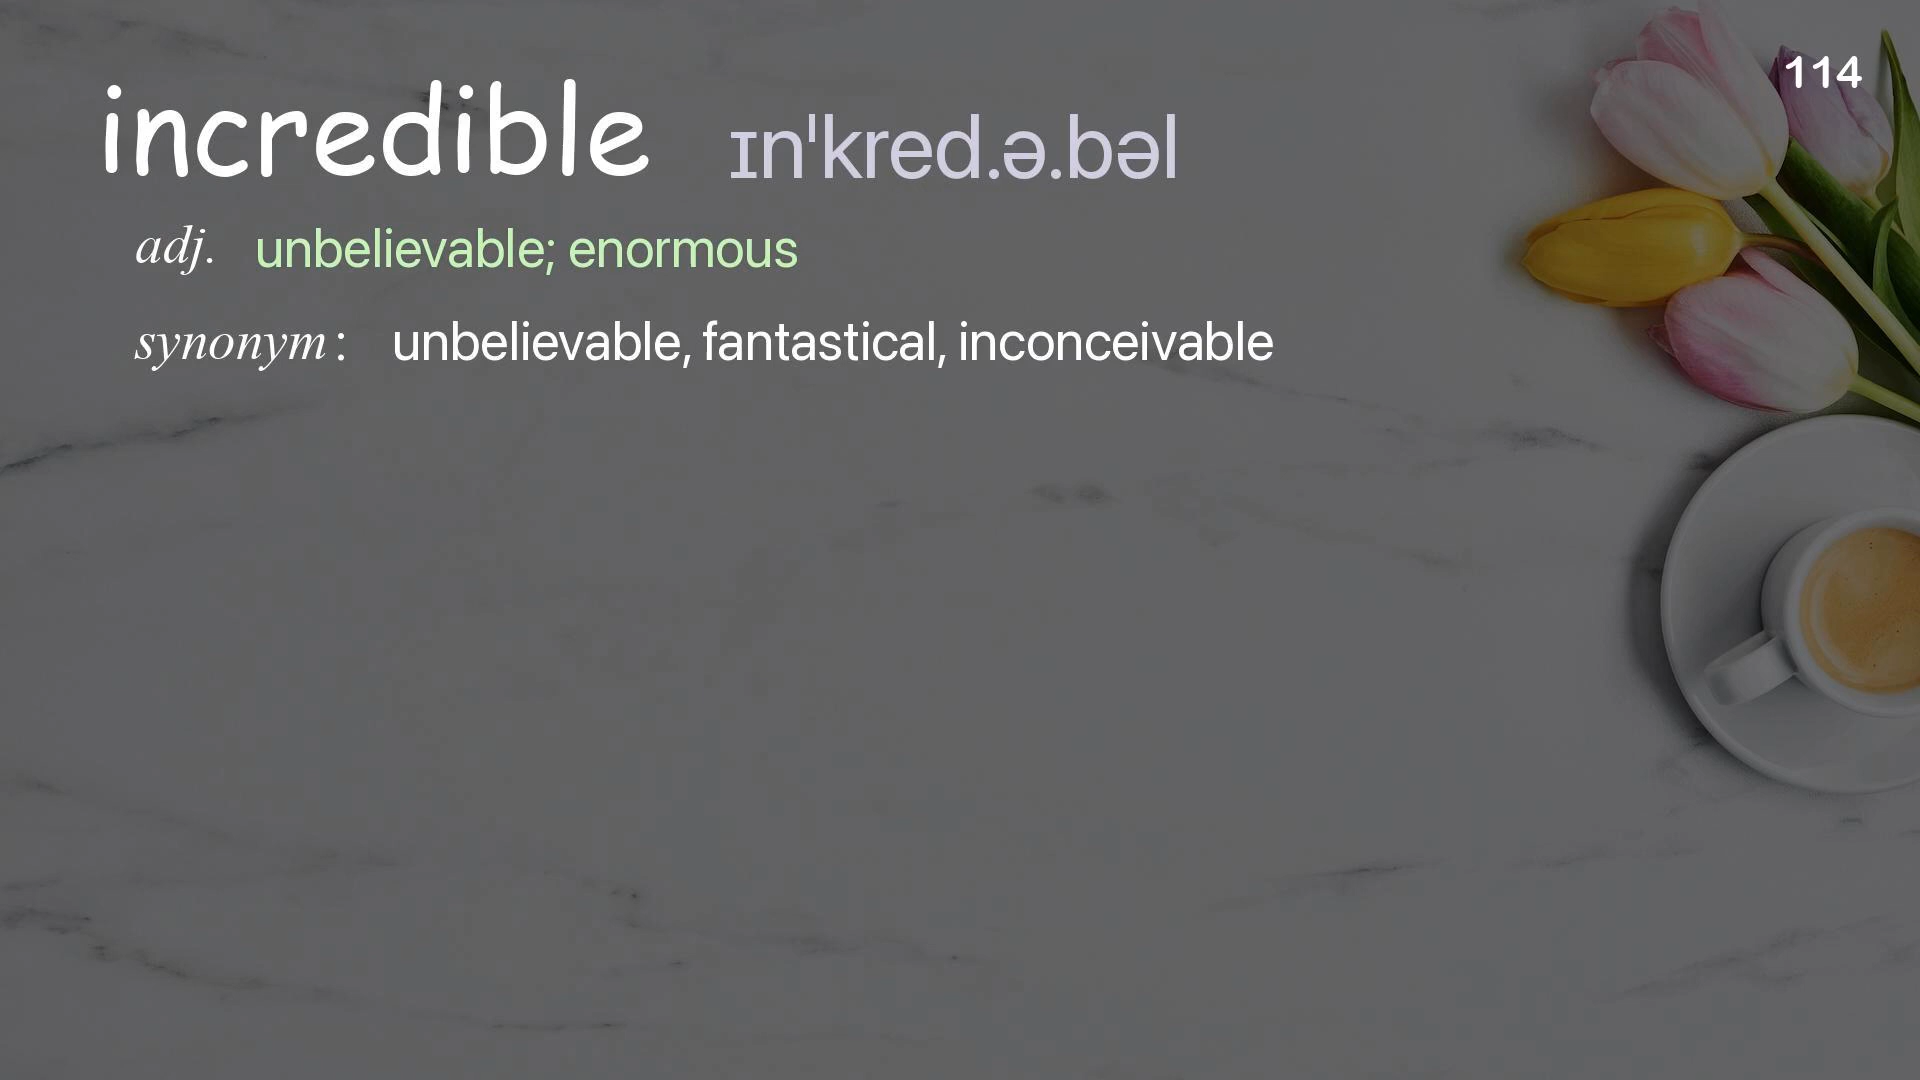 114
incredible ɪnˈkred.ə.bəl
adj. unbelievable; enormous
synonym: unbelievable, fantastical, inconceivable